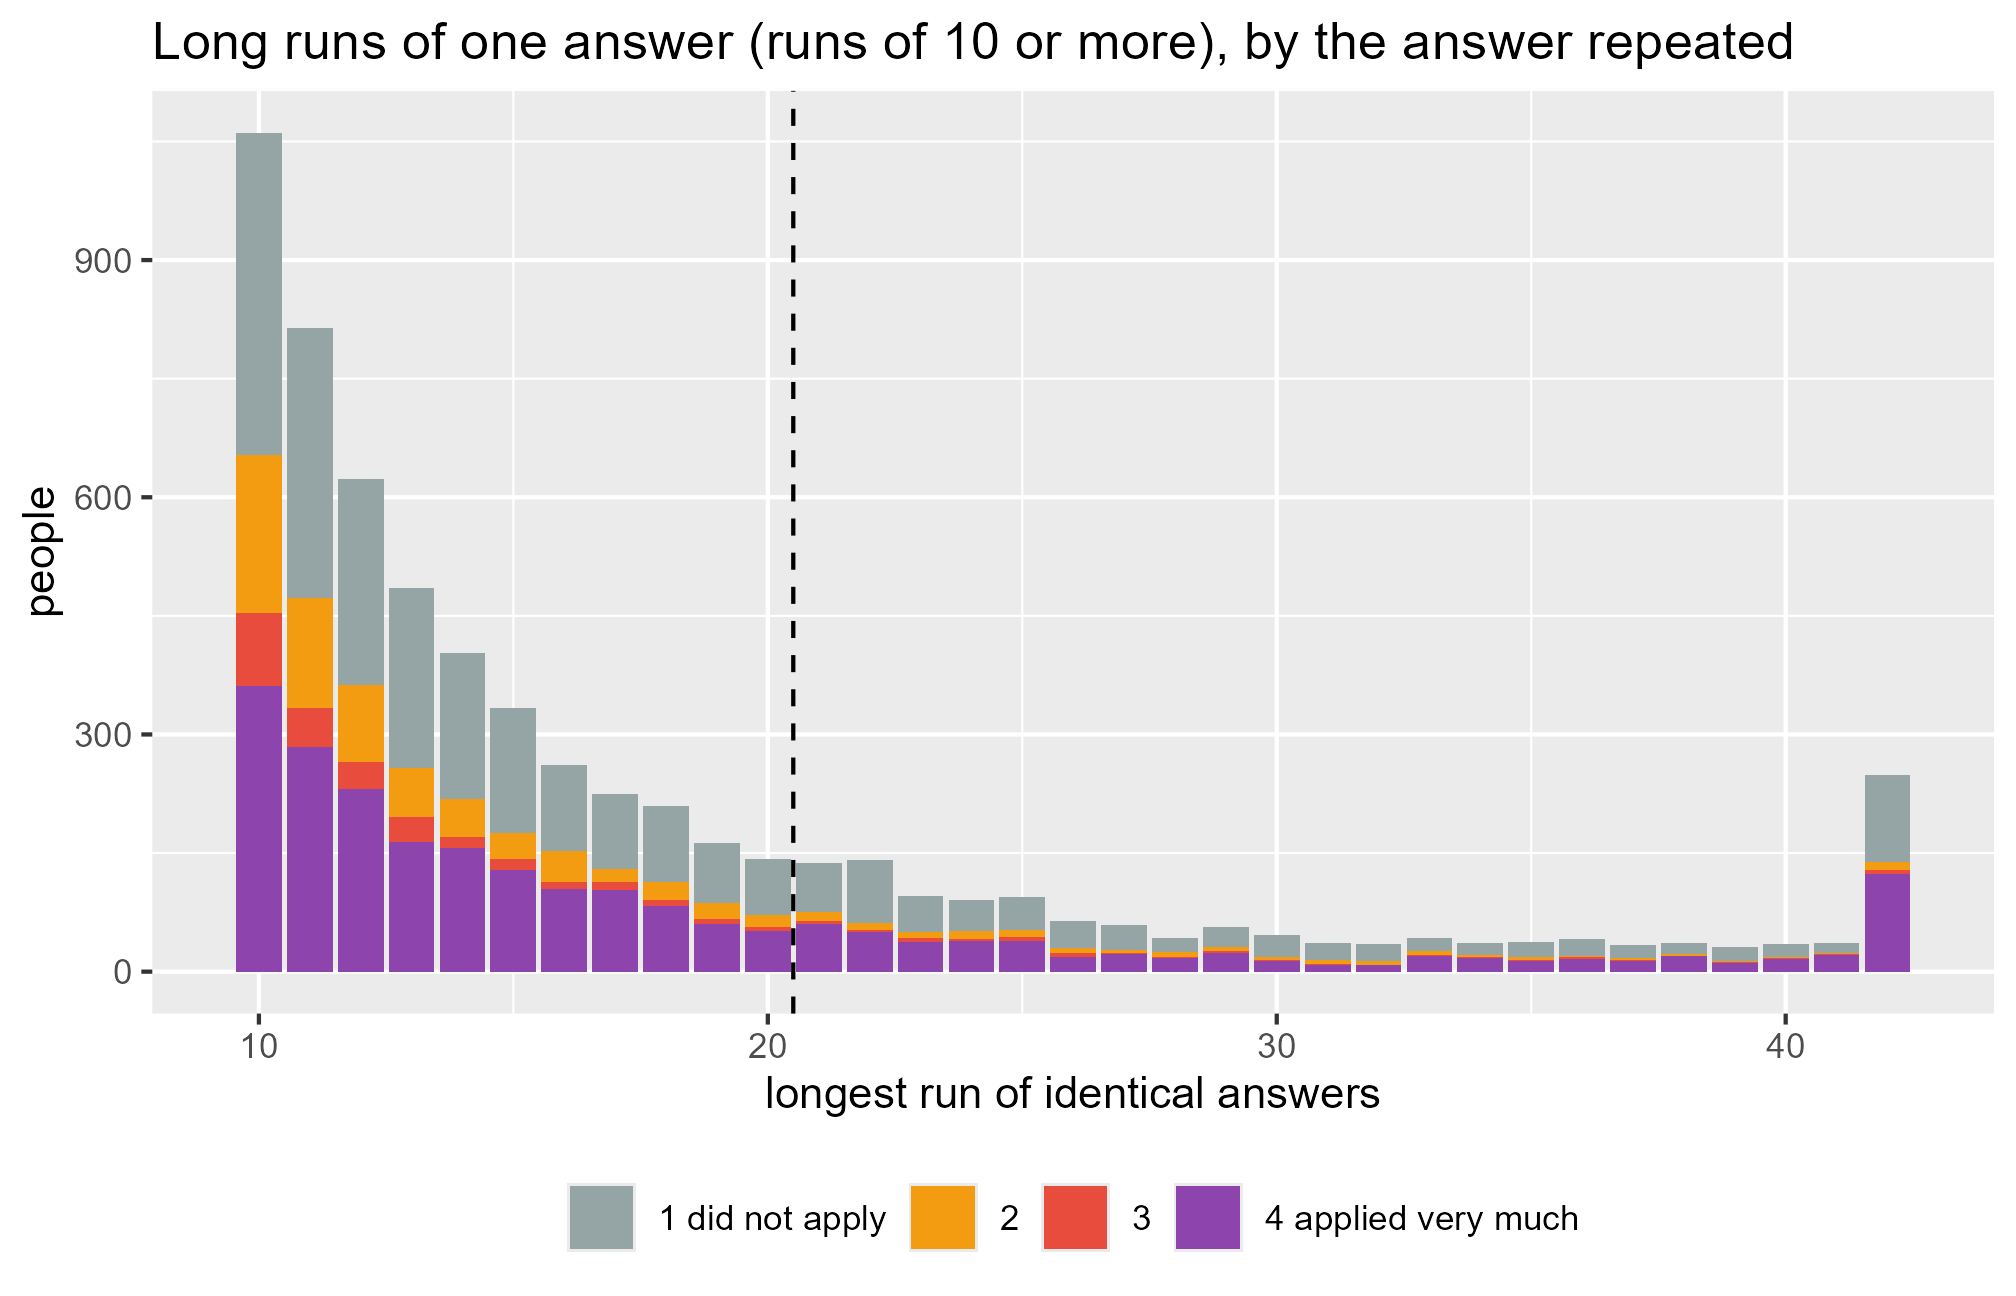 Long runs of one answer (runs of 10 or more), by the answer repeated
people
900
600
300
0
10 20 30 40
longest run of identical answers
1 did not apply 2 3 4 applied very much